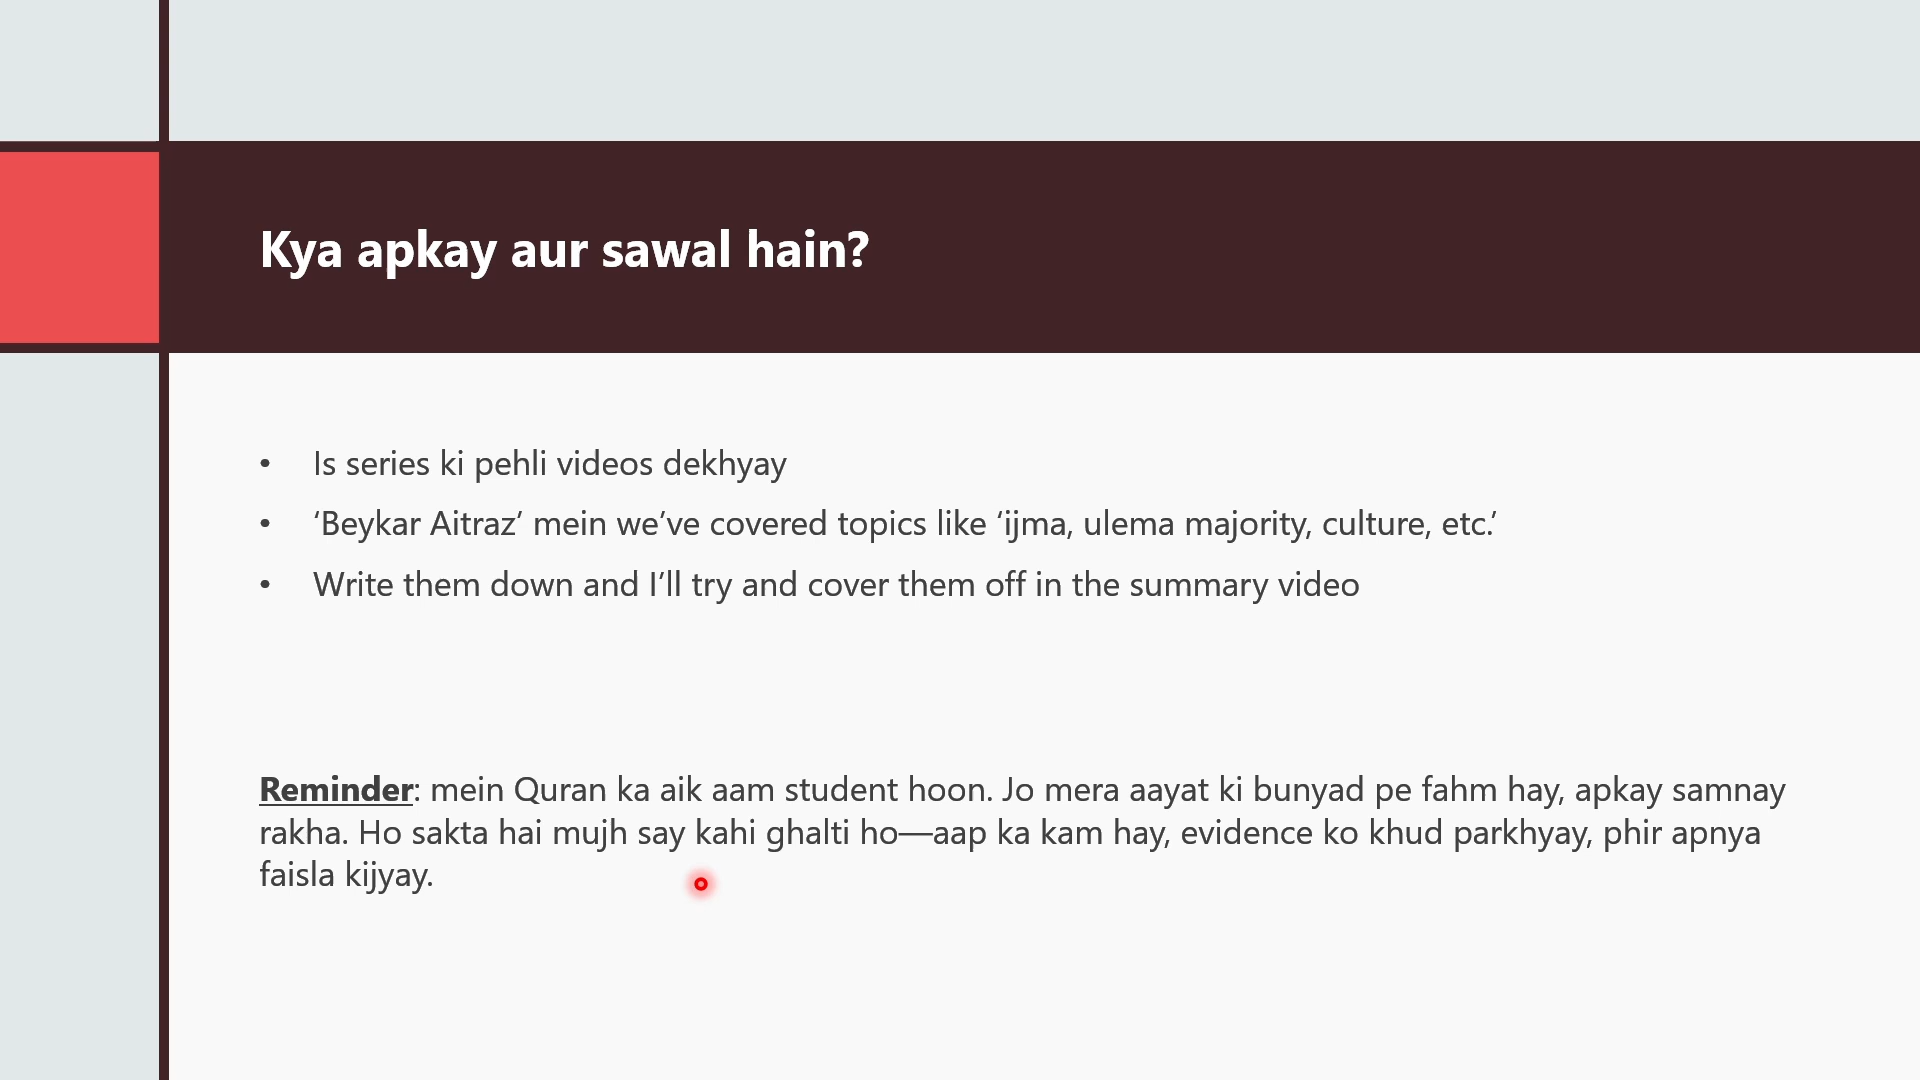 Kya apkay aur sawal hain?
• Is series ki pehli videos dekhyay
• ‘Beykar Aitraz’ mein we’ve covered topics like ‘ijma, ulema majority, culture, etc.’
• Write them down and I’ll try and cover them off in the summary video
Reminder: mein Quran ka aik aam student hoon. Jo mera aayat ki bunyad pe fahm hay, apkay samnay
rakha. Ho sakta hai mujh say kahi ghalti ho—aap ka kam hay, evidence ko khud parkhyay, phir apnya
faisla kijyay.